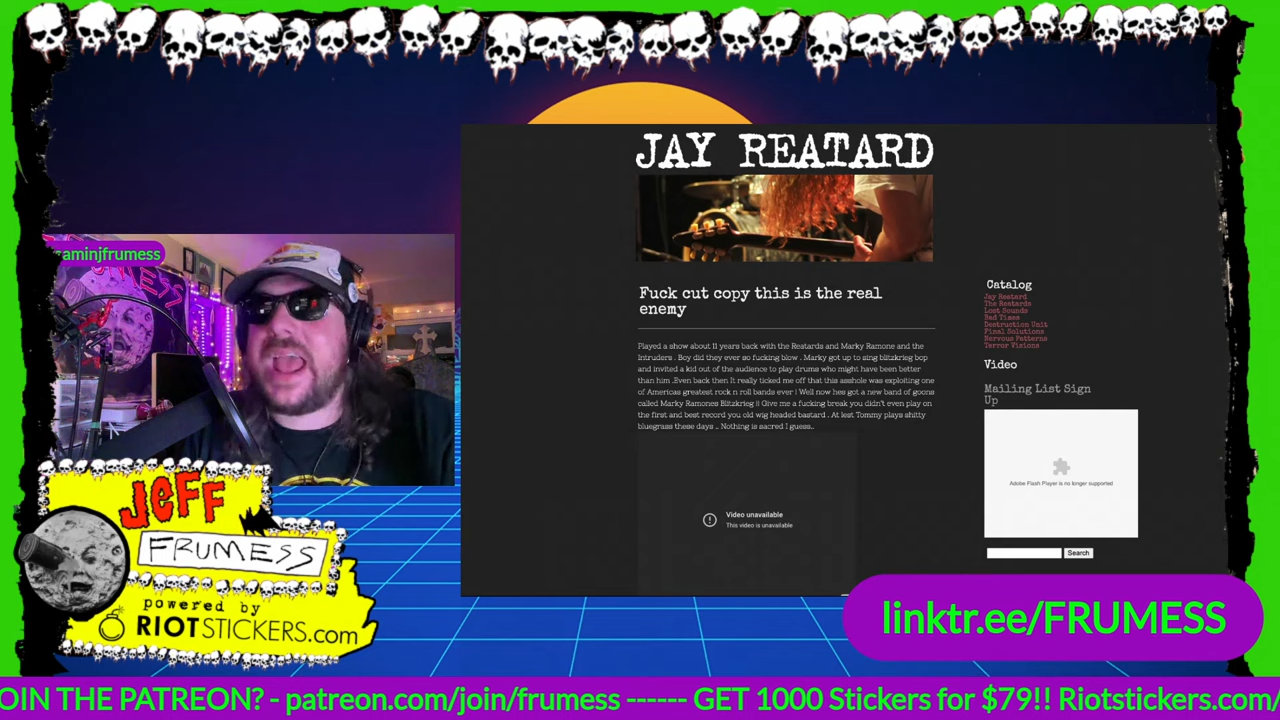 JAY REATARD
aminjfrumess
Fuck cut copy this is the real
enemy
Played a show about 11 years back with the Reatards and Marky Ramone and the
Intruders . Boy did they ever so fucking blow . Marky got up to sing blitzkrieg bop
and invited a kid out of the audience to play drums who might have been better
than him .Even back then It really ticked me off that this asshole was exploiting one
of Americas greatest rock n roll bands ever ! Well now hes got a new band of goons
called Marky Ramones Blitzkrieg !! Give me a fucking break you didn't even play on
the first and best record you old wig headed bastard . At lest Tommy plays shitty
bluegrass these days .. Nothing is sacred I guess..
Video unavailable
This video is unavailable
Catalog
Jay Reatard
The Reatards
Lost Sounds
Bad Times
Destruction Unit
Final Solutions
Nervous Patterns
Terror Visions
Video
Mailing List Sign
Up
Adobe Flash Player is no longer supported
Search
JEFF
FRUMESS
powered by
RIOTSTICKERS.com
linktr.ee/FRUMESS
OIN THE PATREON? - patreon.com/join/frumess ------ GET 1000 Stickers for $79!! Riotstickers.com/